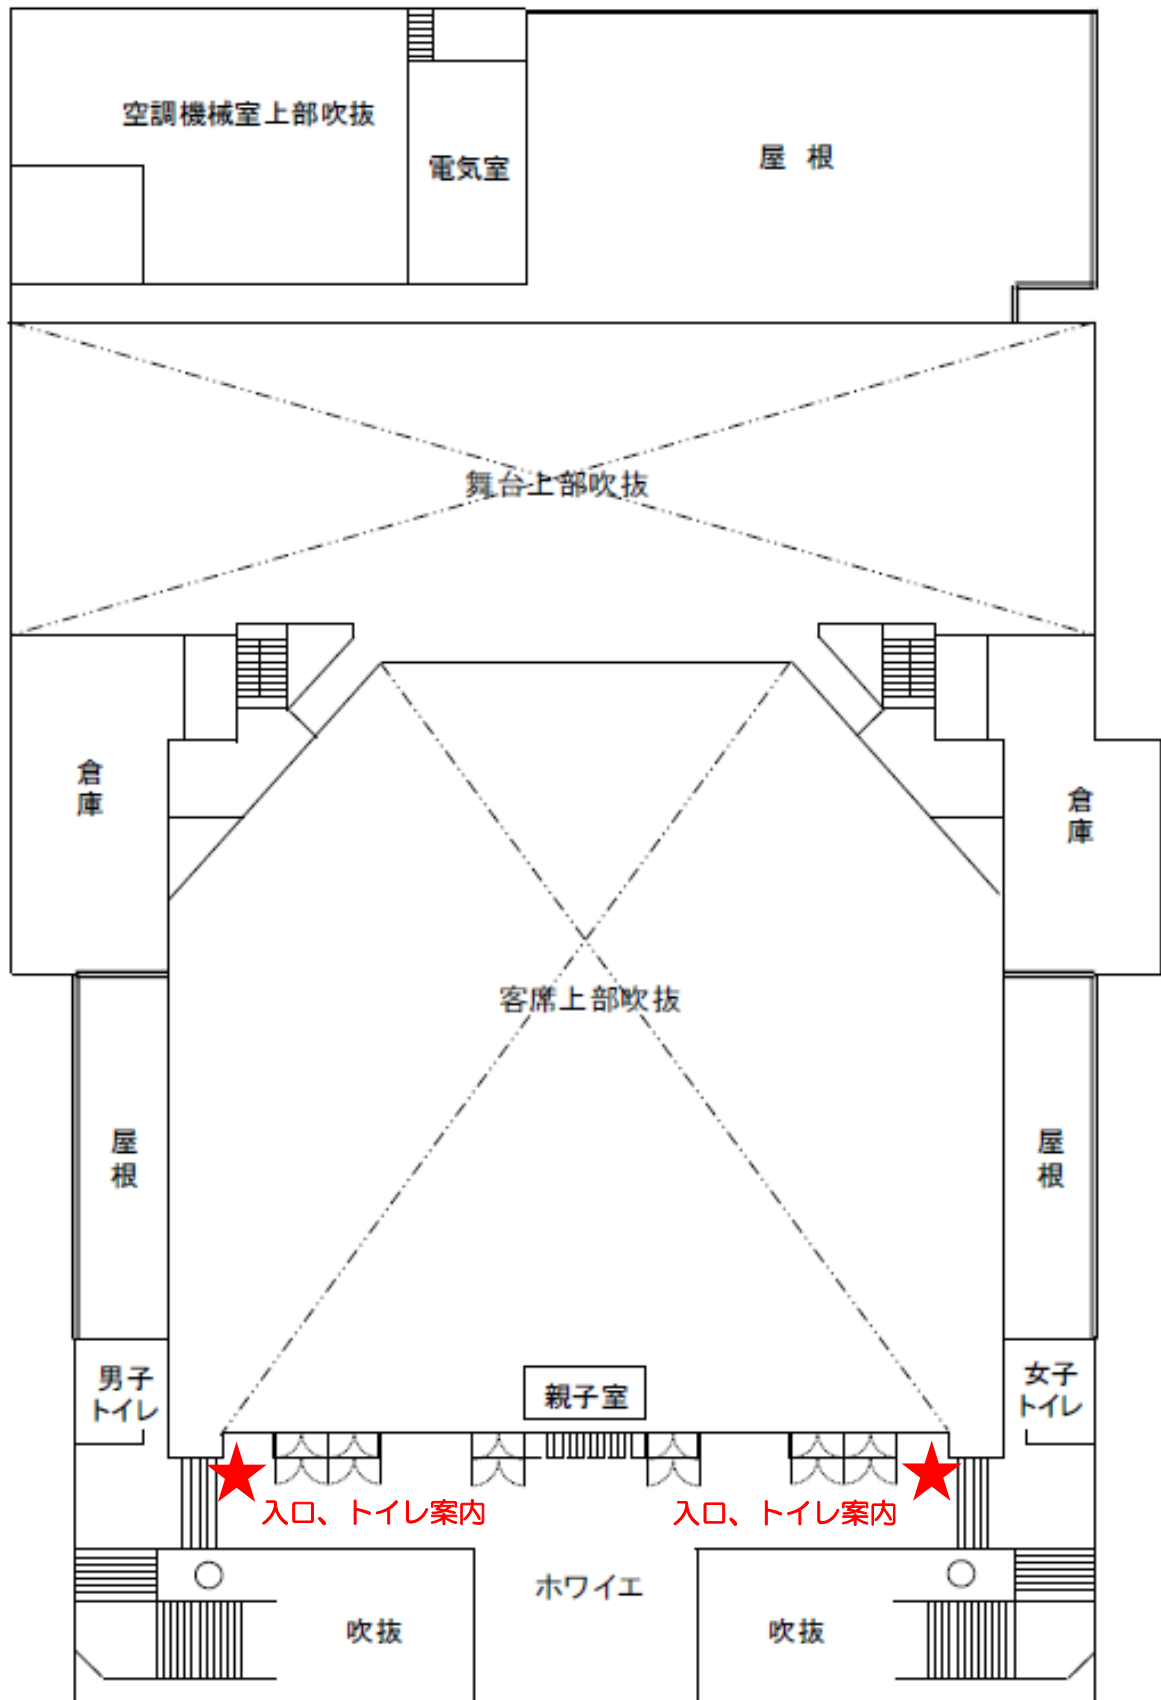 空調機械室上部吹抜
電気室
屋 根
舞台上部吹抜
倉庫
倉庫
客席上部吹抜
屋根
屋根
男子
トイレ
親子室
女子
トイレ
入口、トイレ案内
入口、トイレ案内
ホワイエ
吹抜
吹抜